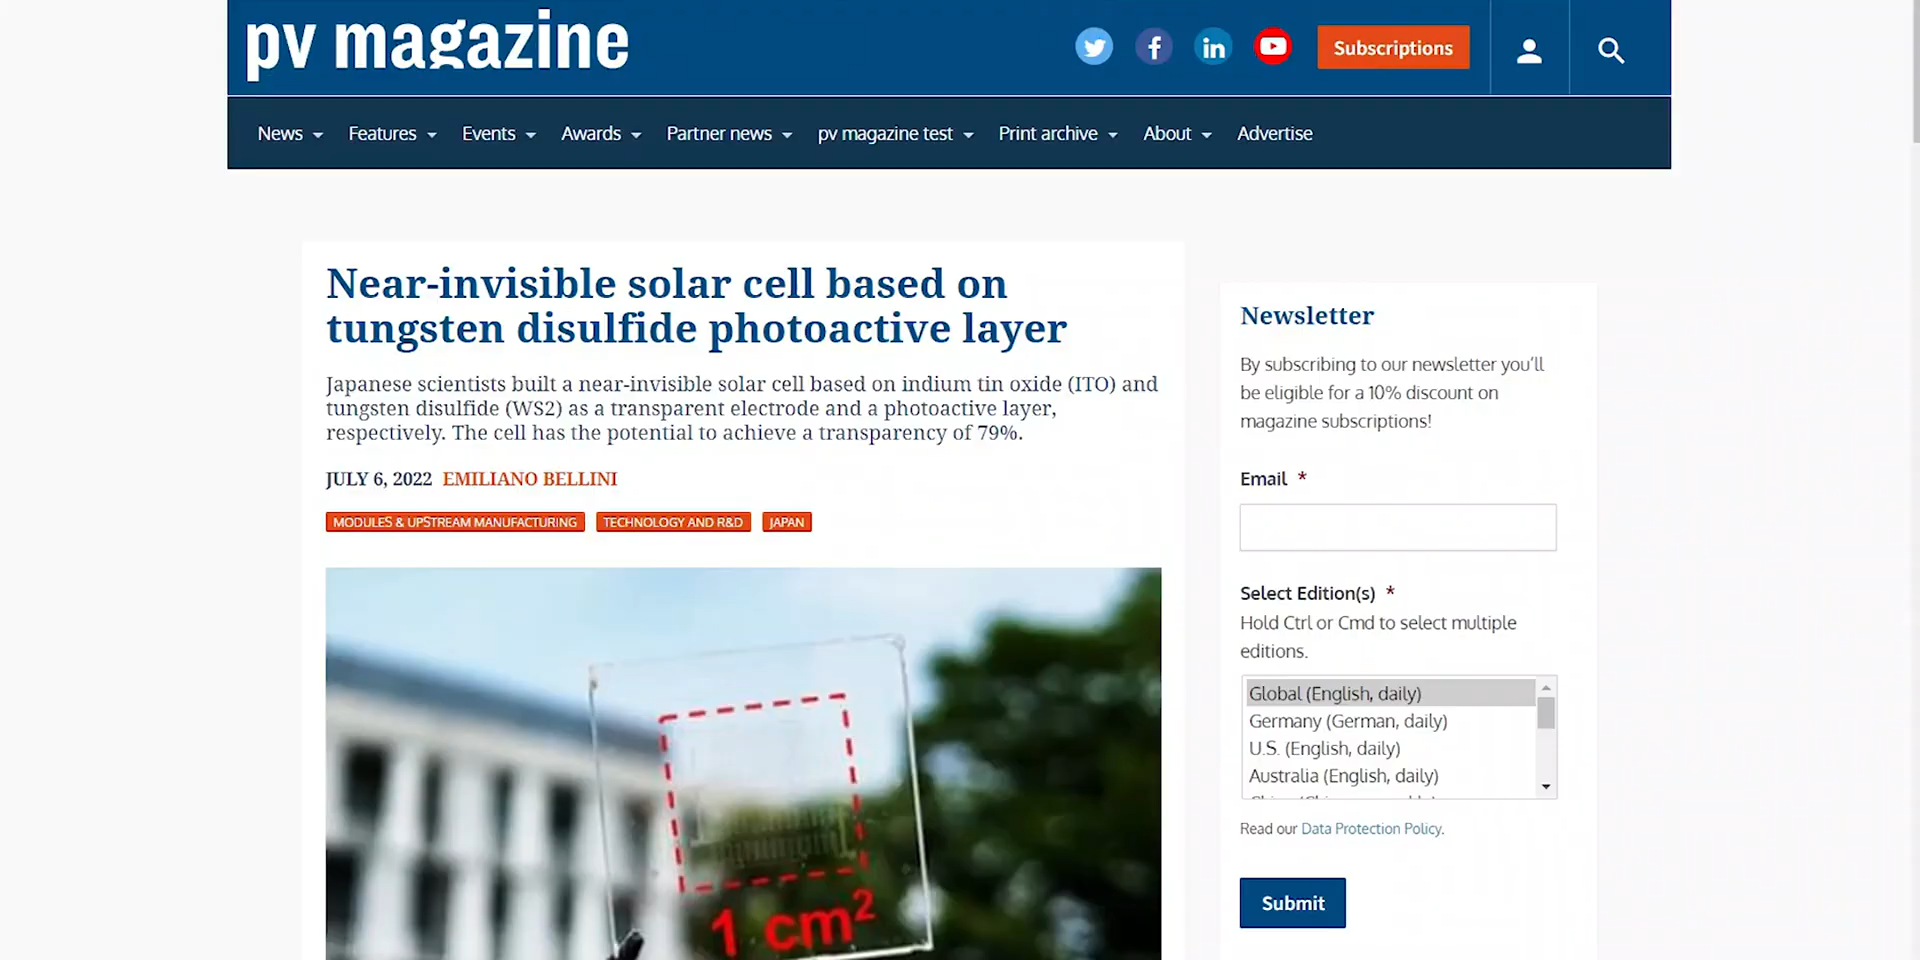 pv magazine
Subscriptions
News
Features
Events
Awards
Partner news
pv magazine test
Print archive
About
Advertise
Near-invisible solar cell based on
tungsten disulfide photoactive layer
Japanese scientists built a near-invisible solar cell based on indium tin oxide (ITO) and
tungsten disulfide (WS2) as a transparent electrode and a photoactive layer,
respectively. The cell has the potential to achieve a transparency of 79%.
JULY 6, 2022 EMILIANO BELLINI
MODULES & UPSTREAM MANUFACTURING TECHNOLOGY AND R&D JAPAN
1 cm²
Newsletter
By subscribing to our newsletter you’ll
be eligible for a 10% discount on
magazine subscriptions!
Email *
Select Edition(s) *
Hold Ctrl or Cmd to select multiple
editions.
Global (English, daily)
Germany (German, daily)
U.S. (English, daily)
Australia (English, daily)
Read our Data Protection Policy.
Submit